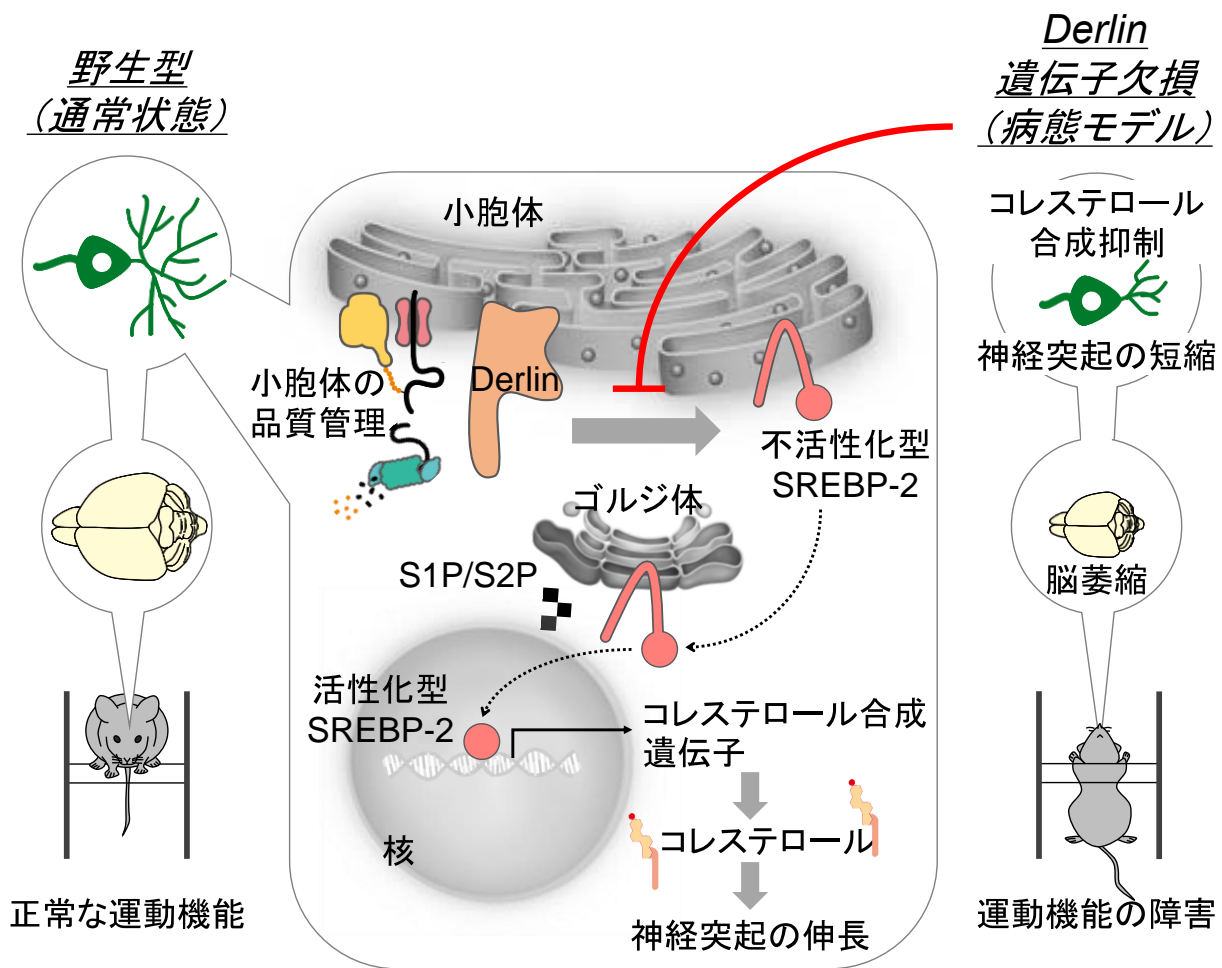 野生型
（通常状態）
Derlin
遺伝子欠損
（病態モデル）
小胞体
小胞体の
品質管理
Derlin
不活性化型
SREBP-2
ゴルジ体
S1P/S2P
活性化型
SREBP-2
核
コレステロール合成
遺伝子
コレステロール
神経突起の伸長
正常な運動機能
コレステロール
合成抑制
神経突起の短縮
脳萎縮
運動機能の障害